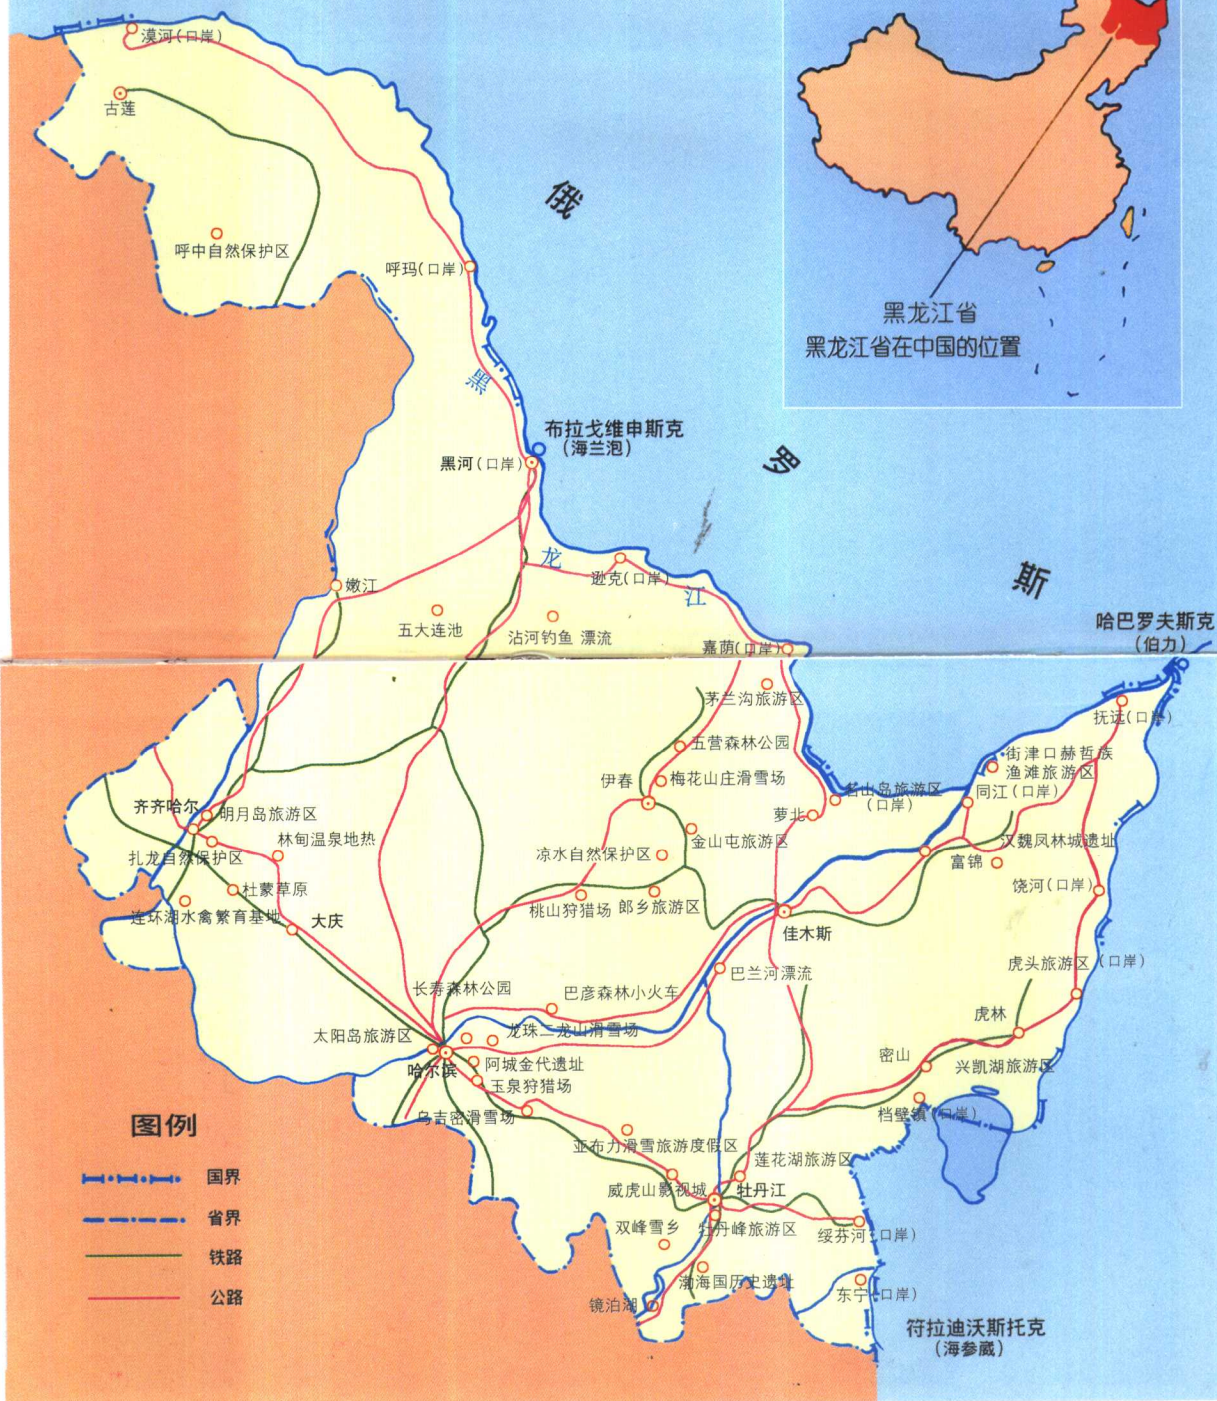 漠河(口岸)
古莲
俄
呼中自然保护区
呼玛(口岸)
黑龙江省
黑龙江省在中国的位置
黑
布拉戈维申斯克
(海兰泡)
黑河(口岸)
罗
龙
斯
逊克(口岸)
嫩江
江
五大连池
沾河钓鱼 漂流
哈巴罗夫斯克
(伯力)
嘉荫(口岸)
茅兰沟旅游区
抚远(口岸)
五营森林公园
街津口赫哲族
渔滩旅游区
伊春
梅花山庄滑雪场
名山岛旅游区
(口岸)
同江(口岸)
齐齐哈尔
明月岛旅游区
萝北
林甸温泉地热
金山屯旅游区
汉魏凤林城遗址
扎龙自然保护区
凉水自然保护区
富锦
杜蒙草原
饶河(口岸)
连环湖水禽繁育基地
大庆
桃山狩猎场
郎乡旅游区
佳木斯
虎头旅游区(口岸)
巴兰河漂流
长寿森林公园
巴彦森林小火车
虎林
太阳岛旅游区
龙珠二龙山滑雪场
密山
哈尔滨
阿城金代遗址
兴凯湖旅游区
玉泉狩猎场
乌吉密滑雪场
档壁镇(口岸)
图例
亚布力滑雪旅游度假区
莲花湖旅游区
国界
威虎山影视城
牡丹江
省界
双峰雪乡
牡丹峰旅游区
绥芬河(口岸)
铁路
渤海国历史遗址
公路
镜泊湖
东宁(口岸)
符拉迪沃斯托克
(海参崴)